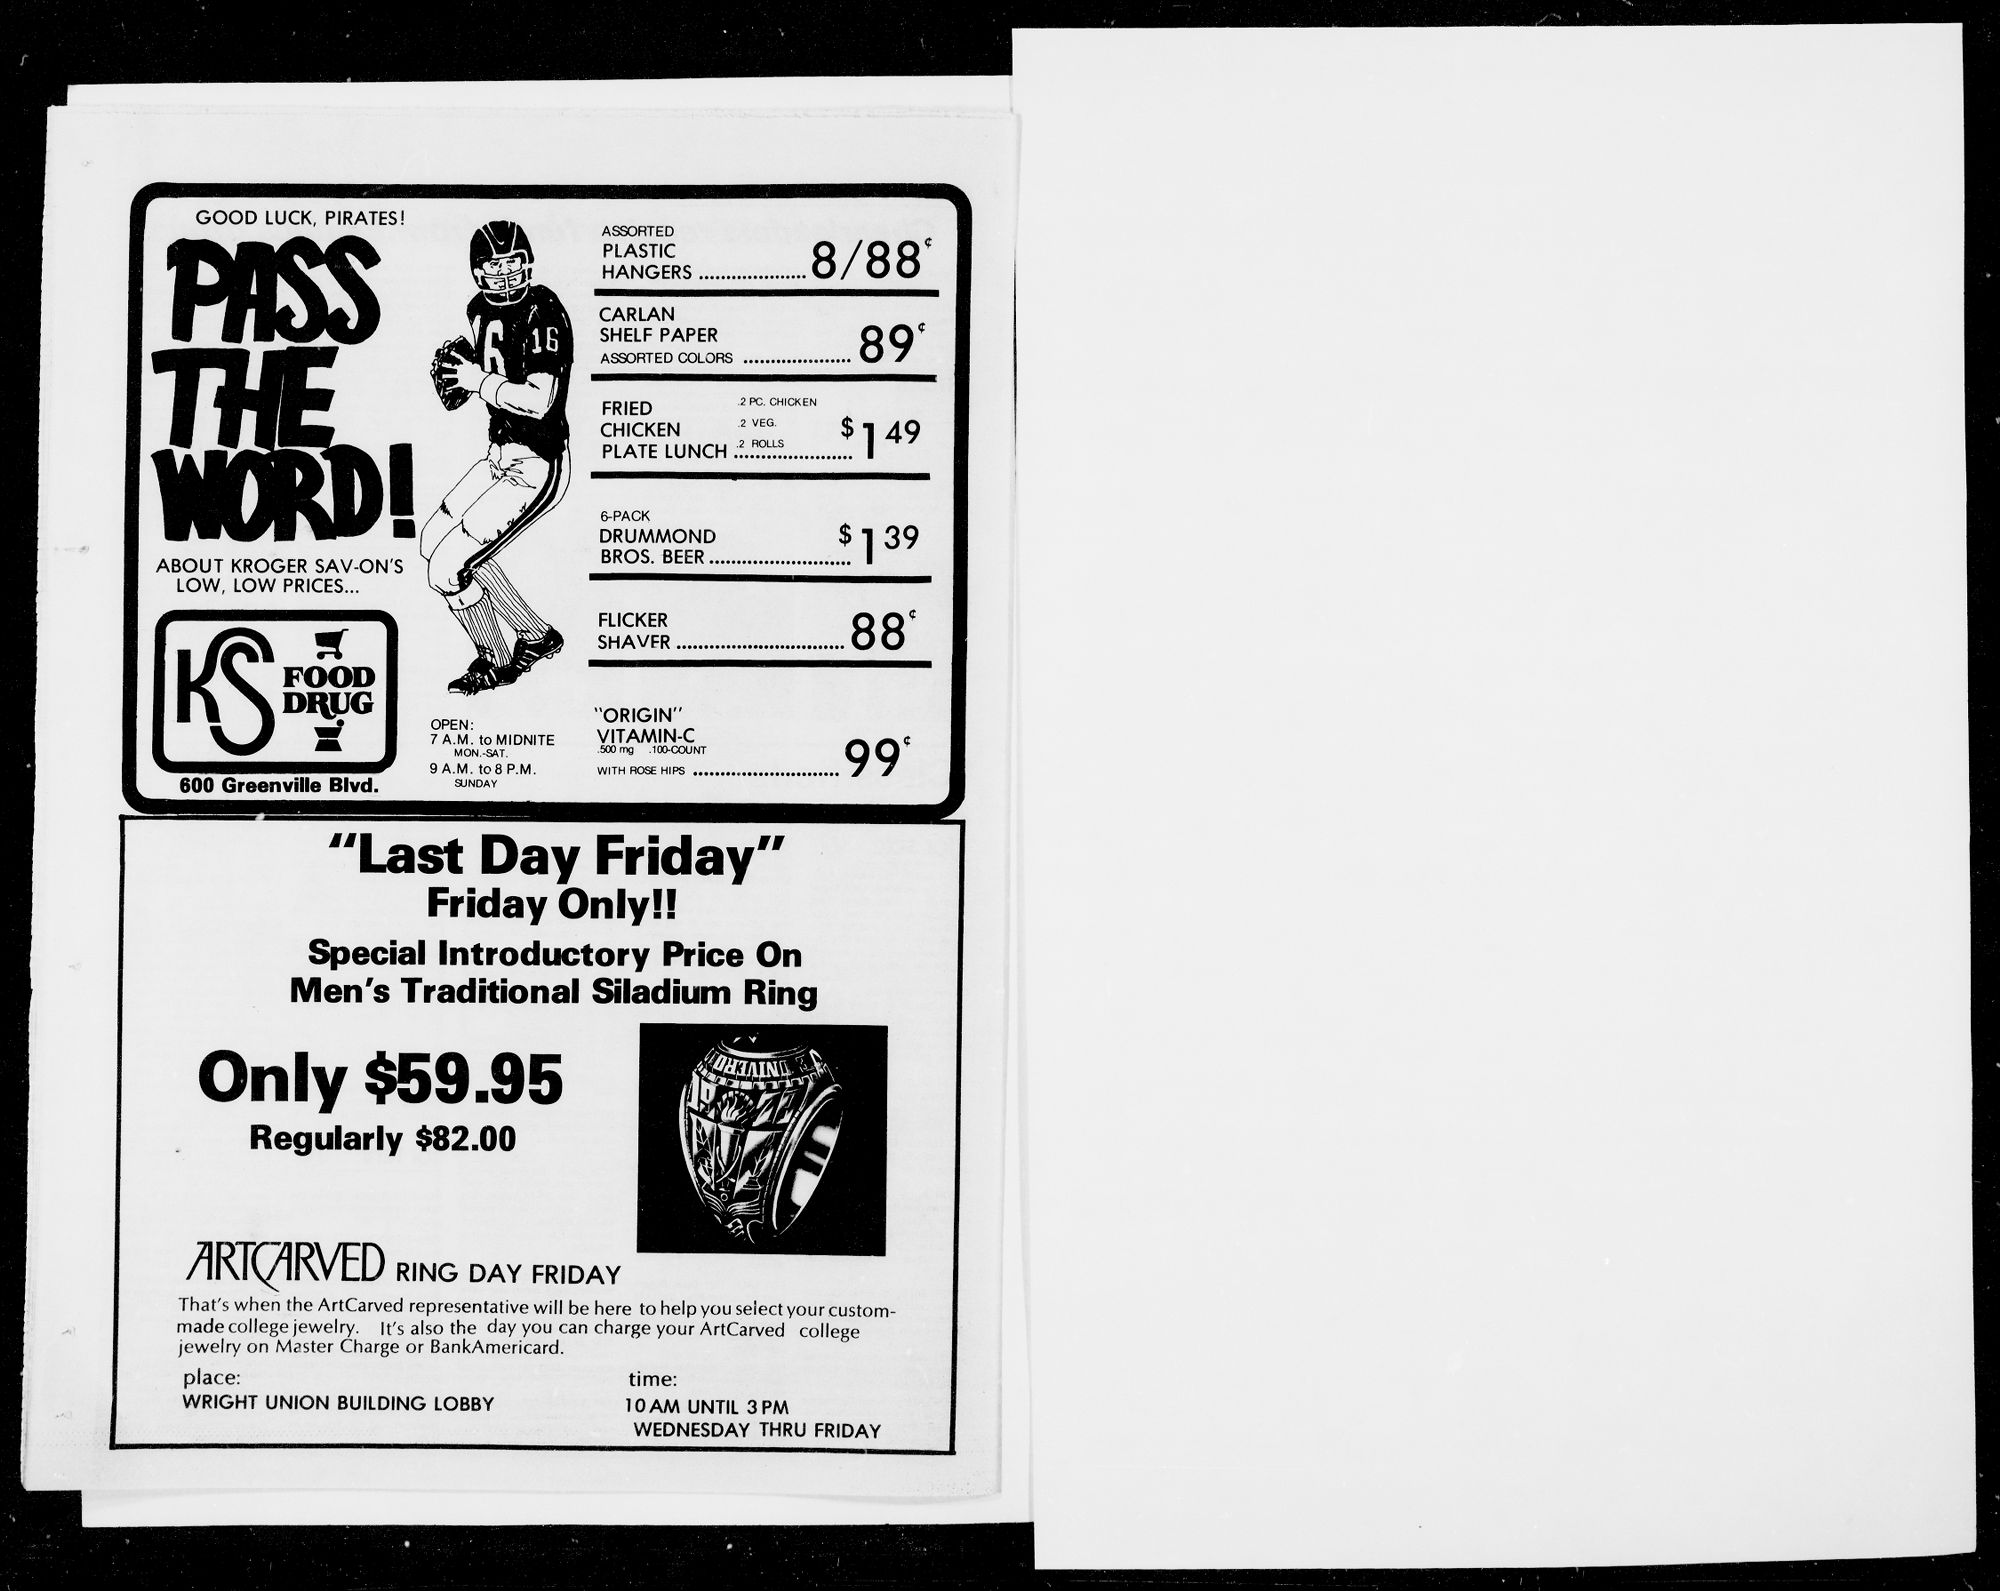 GOOD LUCK, PIRATES!
PASS
THE
WORD!
ABOUT KROGER SAV-ON'S
LOW, LOW PRICES...
KS
FOOD
DRUG
600 Greenville Blvd.
16
16
OPEN:
7 A.M. to MIDNITE
MON.-SAT.
9 A.M. to 8 P.M.
SUNDAY
ASSORTED
PLASTIC
HANGERS .................... 8/88¢
CARLAN
SHELF PAPER
ASSORTED COLORS .................... 89¢
FRIED .2 PC. CHICKEN
CHICKEN .2 VEG.
PLATE LUNCH .2 ROLLS ...................... $1 49
6-PACK
DRUMMOND
BROS. BEER .......................... $1 39
FLICKER
SHAVER ............................... 88¢
"ORIGIN"
VITAMIN-C
.500 mg .100-COUNT
WITH ROSE HIPS ........................... 99¢
"Last Day Friday"
Friday Only!!
Special Introductory Price On
Men's Traditional Siladium Ring
Only $59.95
Regularly $82.00
ARTCARVED RING DAY FRIDAY
That's when the ArtCarved representative will be here to help you select your custom-
made college jewelry. It's also the day you can charge your ArtCarved college
jewelry on Master Charge or BankAmericard.
place:
WRIGHT UNION BUILDING LOBBY
time:
10 AM UNTIL 3 PM
WEDNESDAY THRU FRIDAY